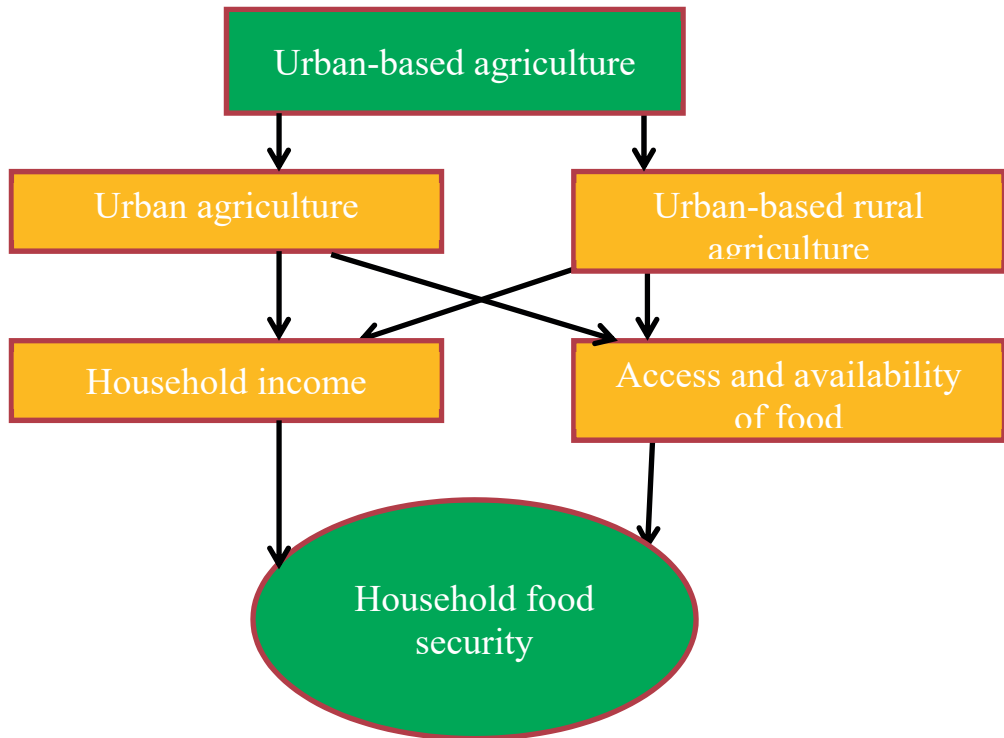 Urban-based agriculture
Urban agriculture
Urban-based rural
agriculture
Household income
Access and availability
of food
Household food
security